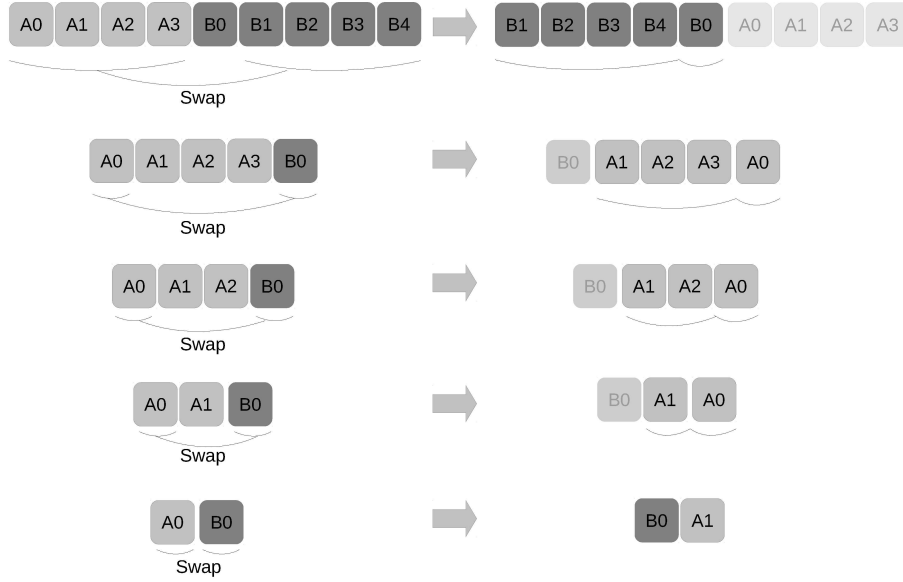 A0 A1 A2 A3 B0 B1 B2 B3 B4 B1 B2 B3 B4 B0 A0 A1 A2 A3
Swap
A0 A1 A2 A3 B0 B0 A1 A2 A3 A0
Swap
A0 A1 A2 B0 B0 A1 A2 A0
Swap
A0 A1 B0 B0 A1 A0
Swap
A0 B0 B0 A1
Swap